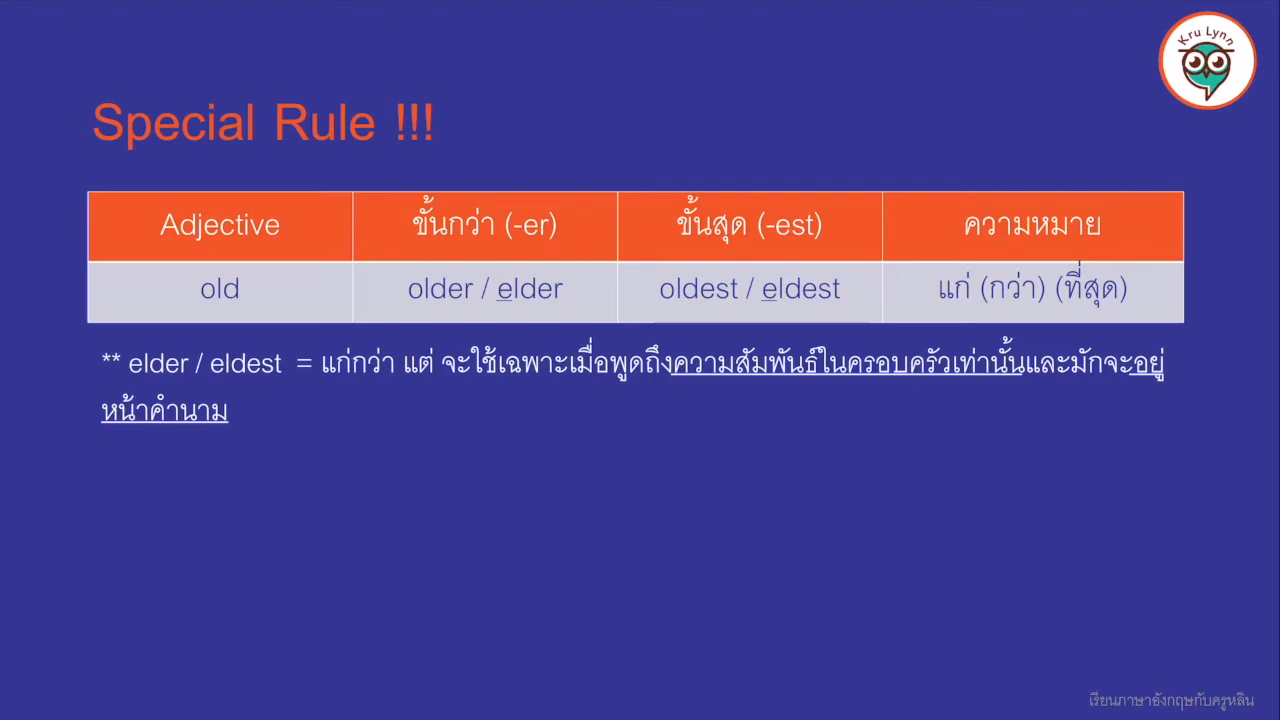 Kru Lynn
Special Rule !!!
Adjective ขั้นกว่า (-er) ขั้นสุด (-est) ความหมาย
old older / elder oldest / eldest แก่ (กว่า) (ที่สุด)
** elder / eldest = แก่กว่า แต่ จะใช้เฉพาะเมื่อพูดถึงความสัมพันธ์ในครอบครัวเท่านั้นและมักจะอยู่
หน้าคำนาม
เรียนภาษาอังกฤษกับครูหลิน